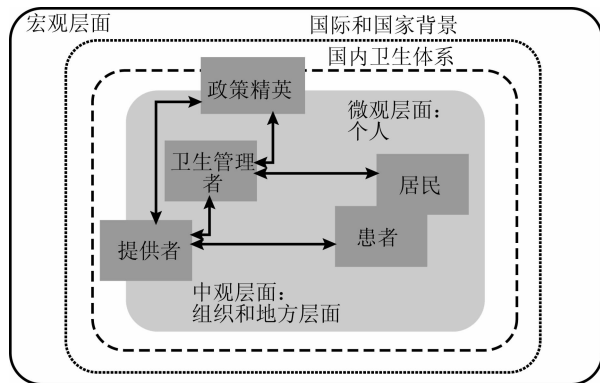 宏观层面
国际和国家背景
国内卫生体系
政策精英
微观层面：
个人
卫生管理
者
居民
患者
提供者
中观层面：
组织和地方层面